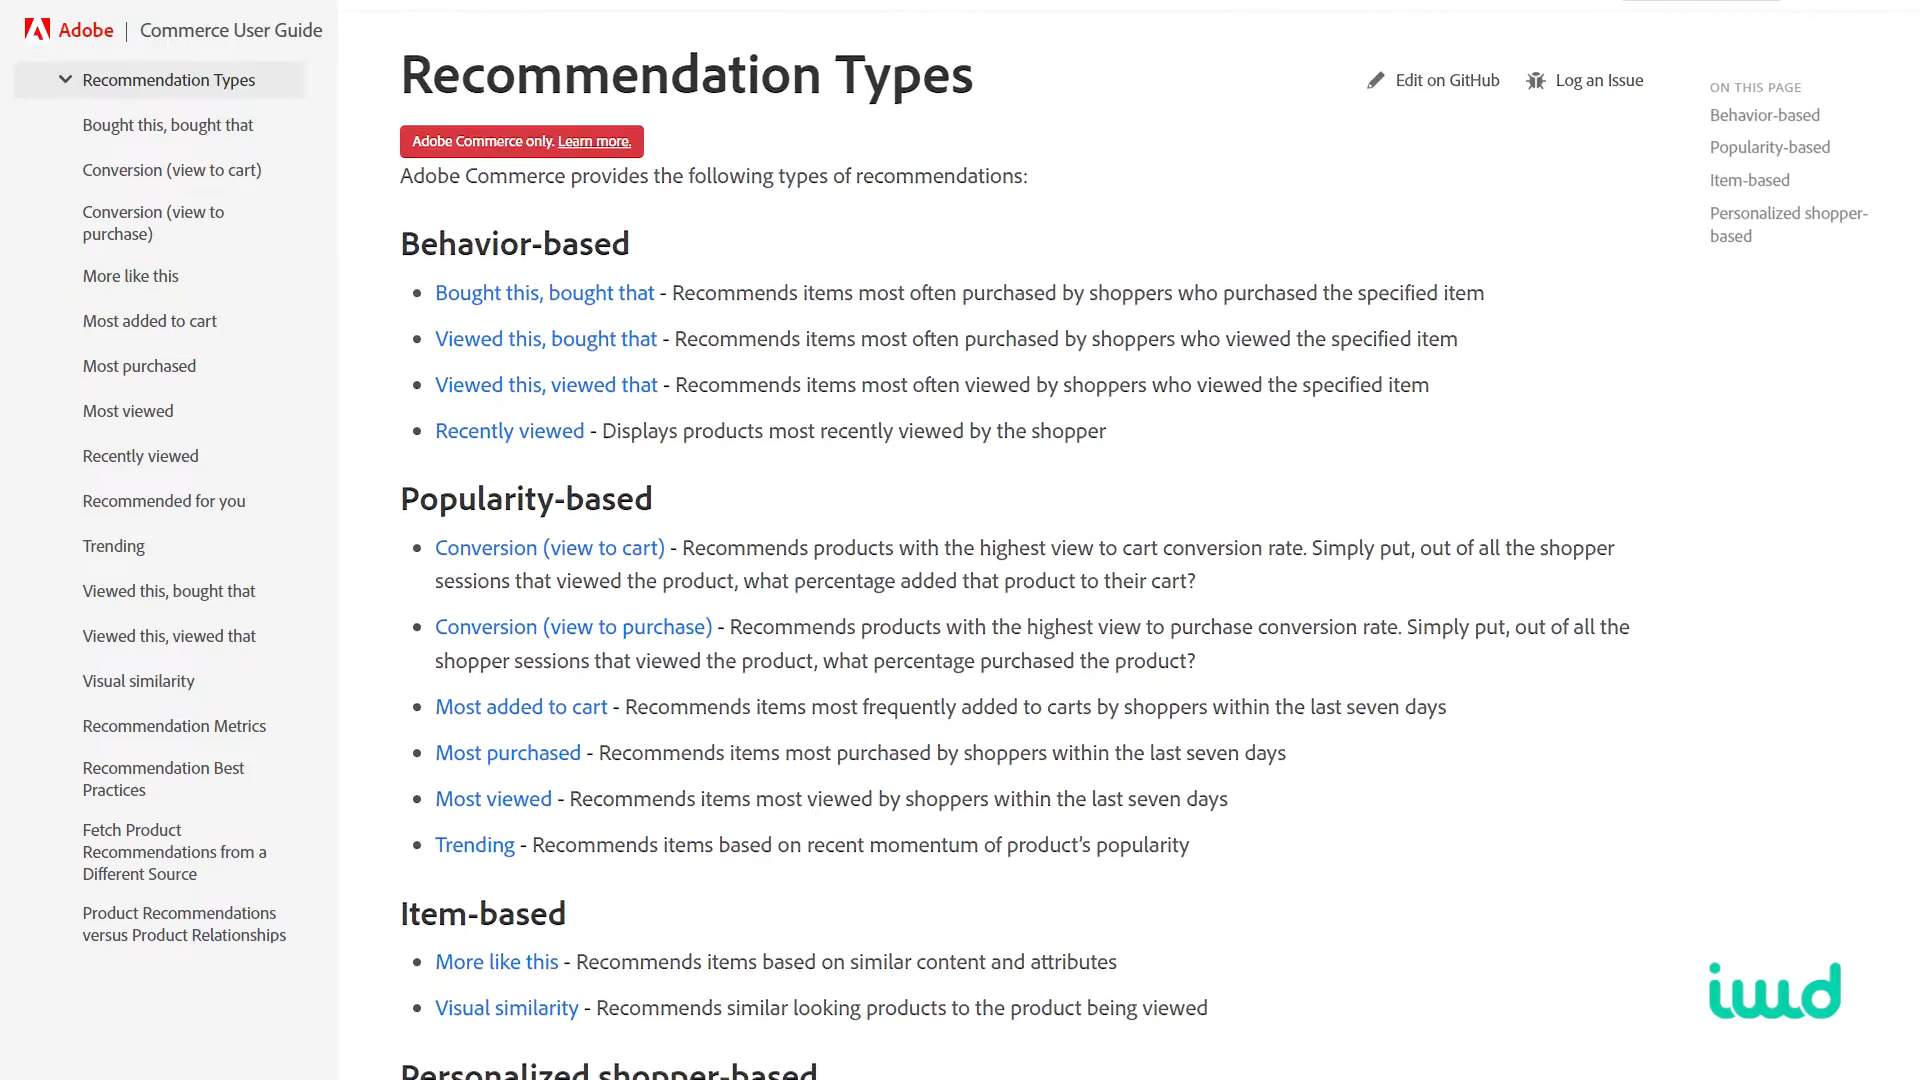 Adobe | Commerce User Guide
Recommendation Types
Bought this, bought that
Conversion (view to cart)
Conversion (view to
purchase)
More like this
Most added to cart
Most purchased
Most viewed
Recently viewed
Recommended for you
Trending
Viewed this, bought that
Viewed this, viewed that
Visual similarity
Recommendation Metrics
Recommendation Best
Practices
Fetch Product
Recommendations from a
Different Source
Product Recommendations
versus Product Relationships
Recommendation Types
Edit on GitHub
Log an Issue
Adobe Commerce only. Learn more.
Adobe Commerce provides the following types of recommendations:
Behavior-based
Bought this, bought that - Recommends items most often purchased by shoppers who purchased the specified item
Viewed this, bought that - Recommends items most often purchased by shoppers who viewed the specified item
Viewed this, viewed that - Recommends items most often viewed by shoppers who viewed the specified item
Recently viewed - Displays products most recently viewed by the shopper
Popularity-based
Conversion (view to cart) - Recommends products with the highest view to cart conversion rate. Simply put, out of all the shopper
sessions that viewed the product, what percentage added that product to their cart?
Conversion (view to purchase) - Recommends products with the highest view to purchase conversion rate. Simply put, out of all the
shopper sessions that viewed the product, what percentage purchased the product?
Most added to cart - Recommends items most frequently added to carts by shoppers within the last seven days
Most purchased - Recommends items most purchased by shoppers within the last seven days
Most viewed - Recommends items most viewed by shoppers within the last seven days
Trending - Recommends items based on recent momentum of product’s popularity
Item-based
More like this - Recommends items based on similar content and attributes
Visual similarity - Recommends similar looking products to the product being viewed
Personalized shopper-based
ON THIS PAGE
Behavior-based
Popularity-based
Item-based
Personalized shopper-
based
iwd